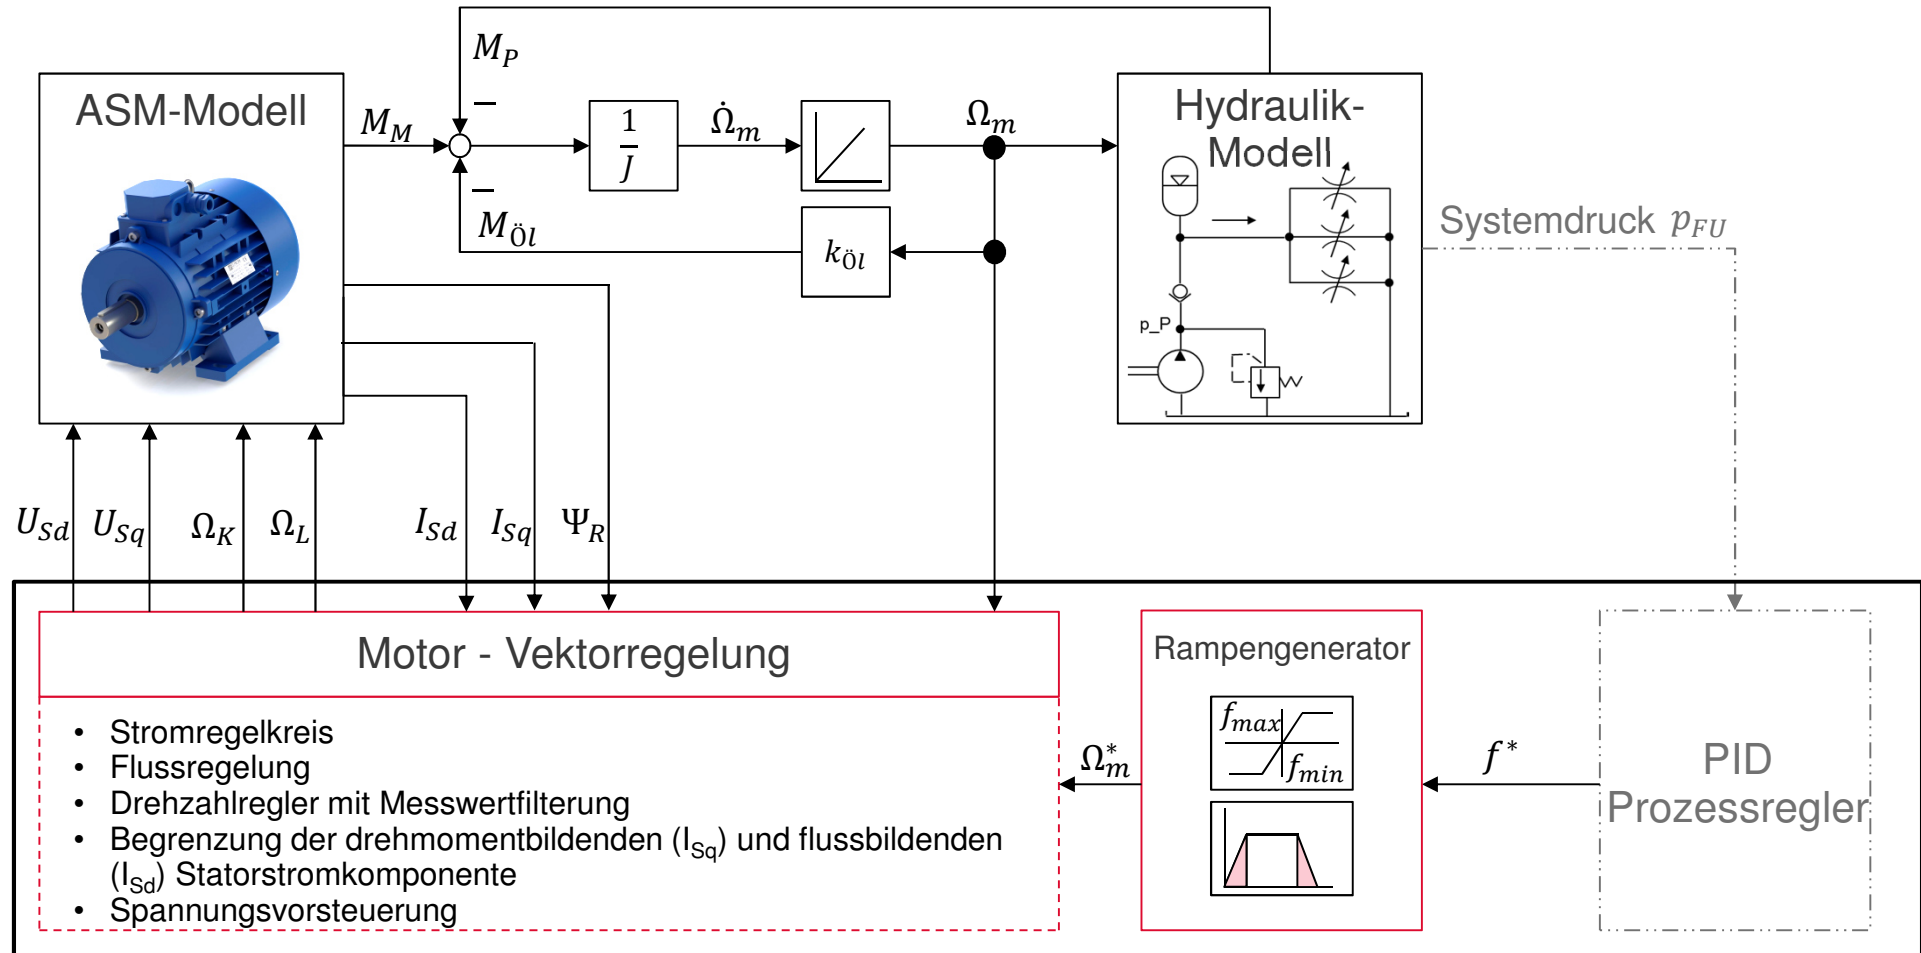 M_P
ASM-Modell
M_M
1
J
Ω̇_m
Ω_m
Hydraulik-
Modell
M_Öl
k_Öl
Systemdruck p_FU
p_P
U_Sd
U_Sq
Ω_K
Ω_L
I_Sd
I_Sq
Ψ_R
Motor - Vektorregelung
• Stromregelkreis
• Flussregelung
• Drehzahlregler mit Messwertfilterung
• Begrenzung der drehmomentbildenden (I_Sq) und flussbildenden
(I_Sd) Statorstromkomponente
• Spannungsvorsteuerung
Ω_m^*
Rampengenerator
f_max
f_min
f^*
PID
Prozessregler